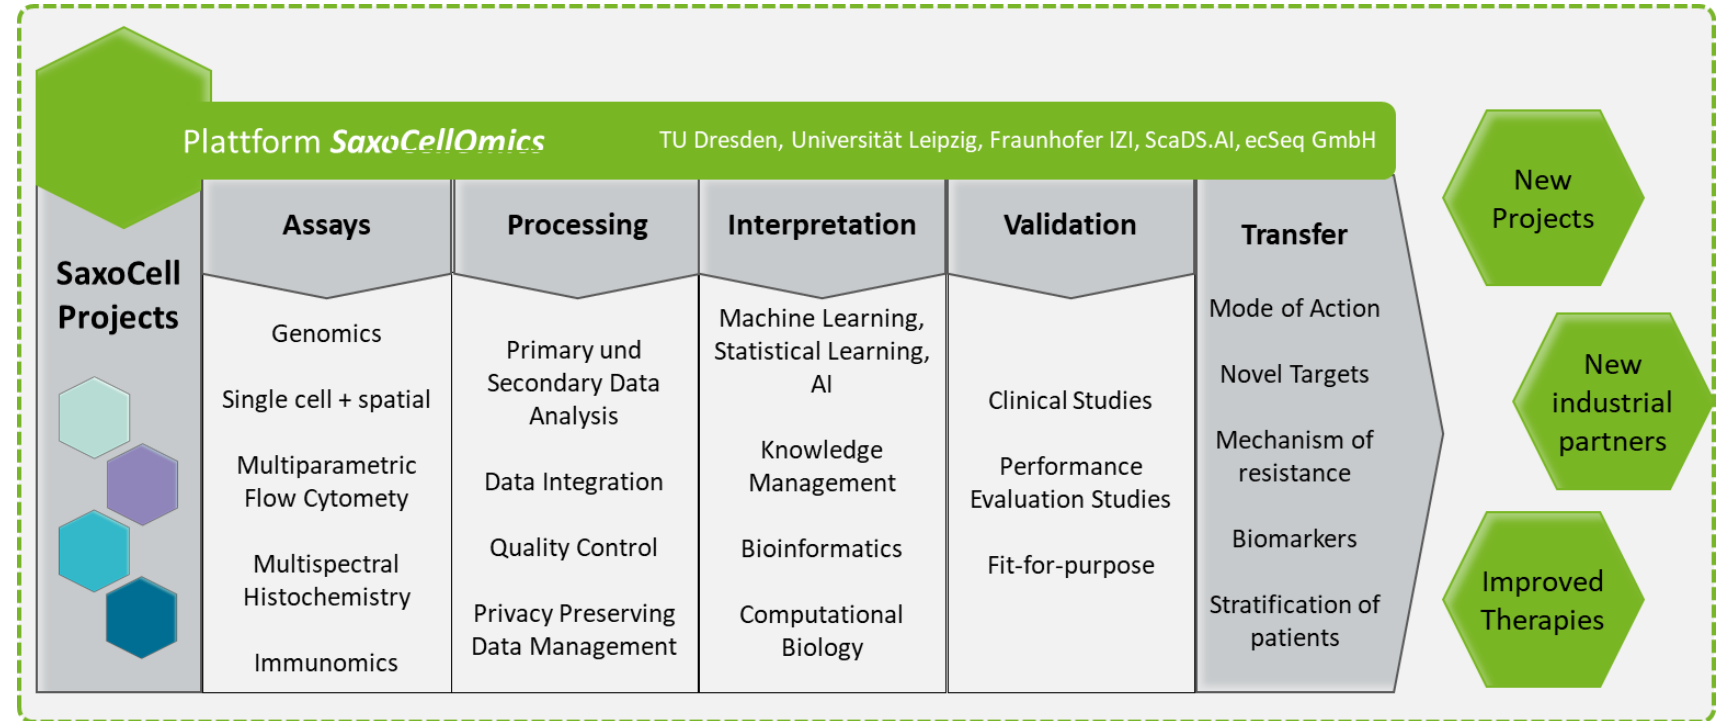 Plattform SaxoCellOmics
TU Dresden, Universität Leipzig, Fraunhofer IZI, ScaDS.AI, ecSeq GmbH
SaxoCell
Projects
Assays
Genomics
Single cell + spatial
Multiparametric
Flow Cytomety
Multispectral
Histochemistry
Immunomics
Processing
Primary und
Secondary Data
Analysis
Data Integration
Quality Control
Privacy Preserving
Data Management
Interpretation
Machine Learning,
Statistical Learning,
AI
Knowledge
Management
Bioinformatics
Computational
Biology
Validation
Clinical Studies
Performance
Evaluation Studies
Fit-for-purpose
Transfer
Mode of Action
Novel Targets
Mechanism of
resistance
Biomarkers
Stratification of
patients
New
Projects
New
industrial
partners
Improved
Therapies